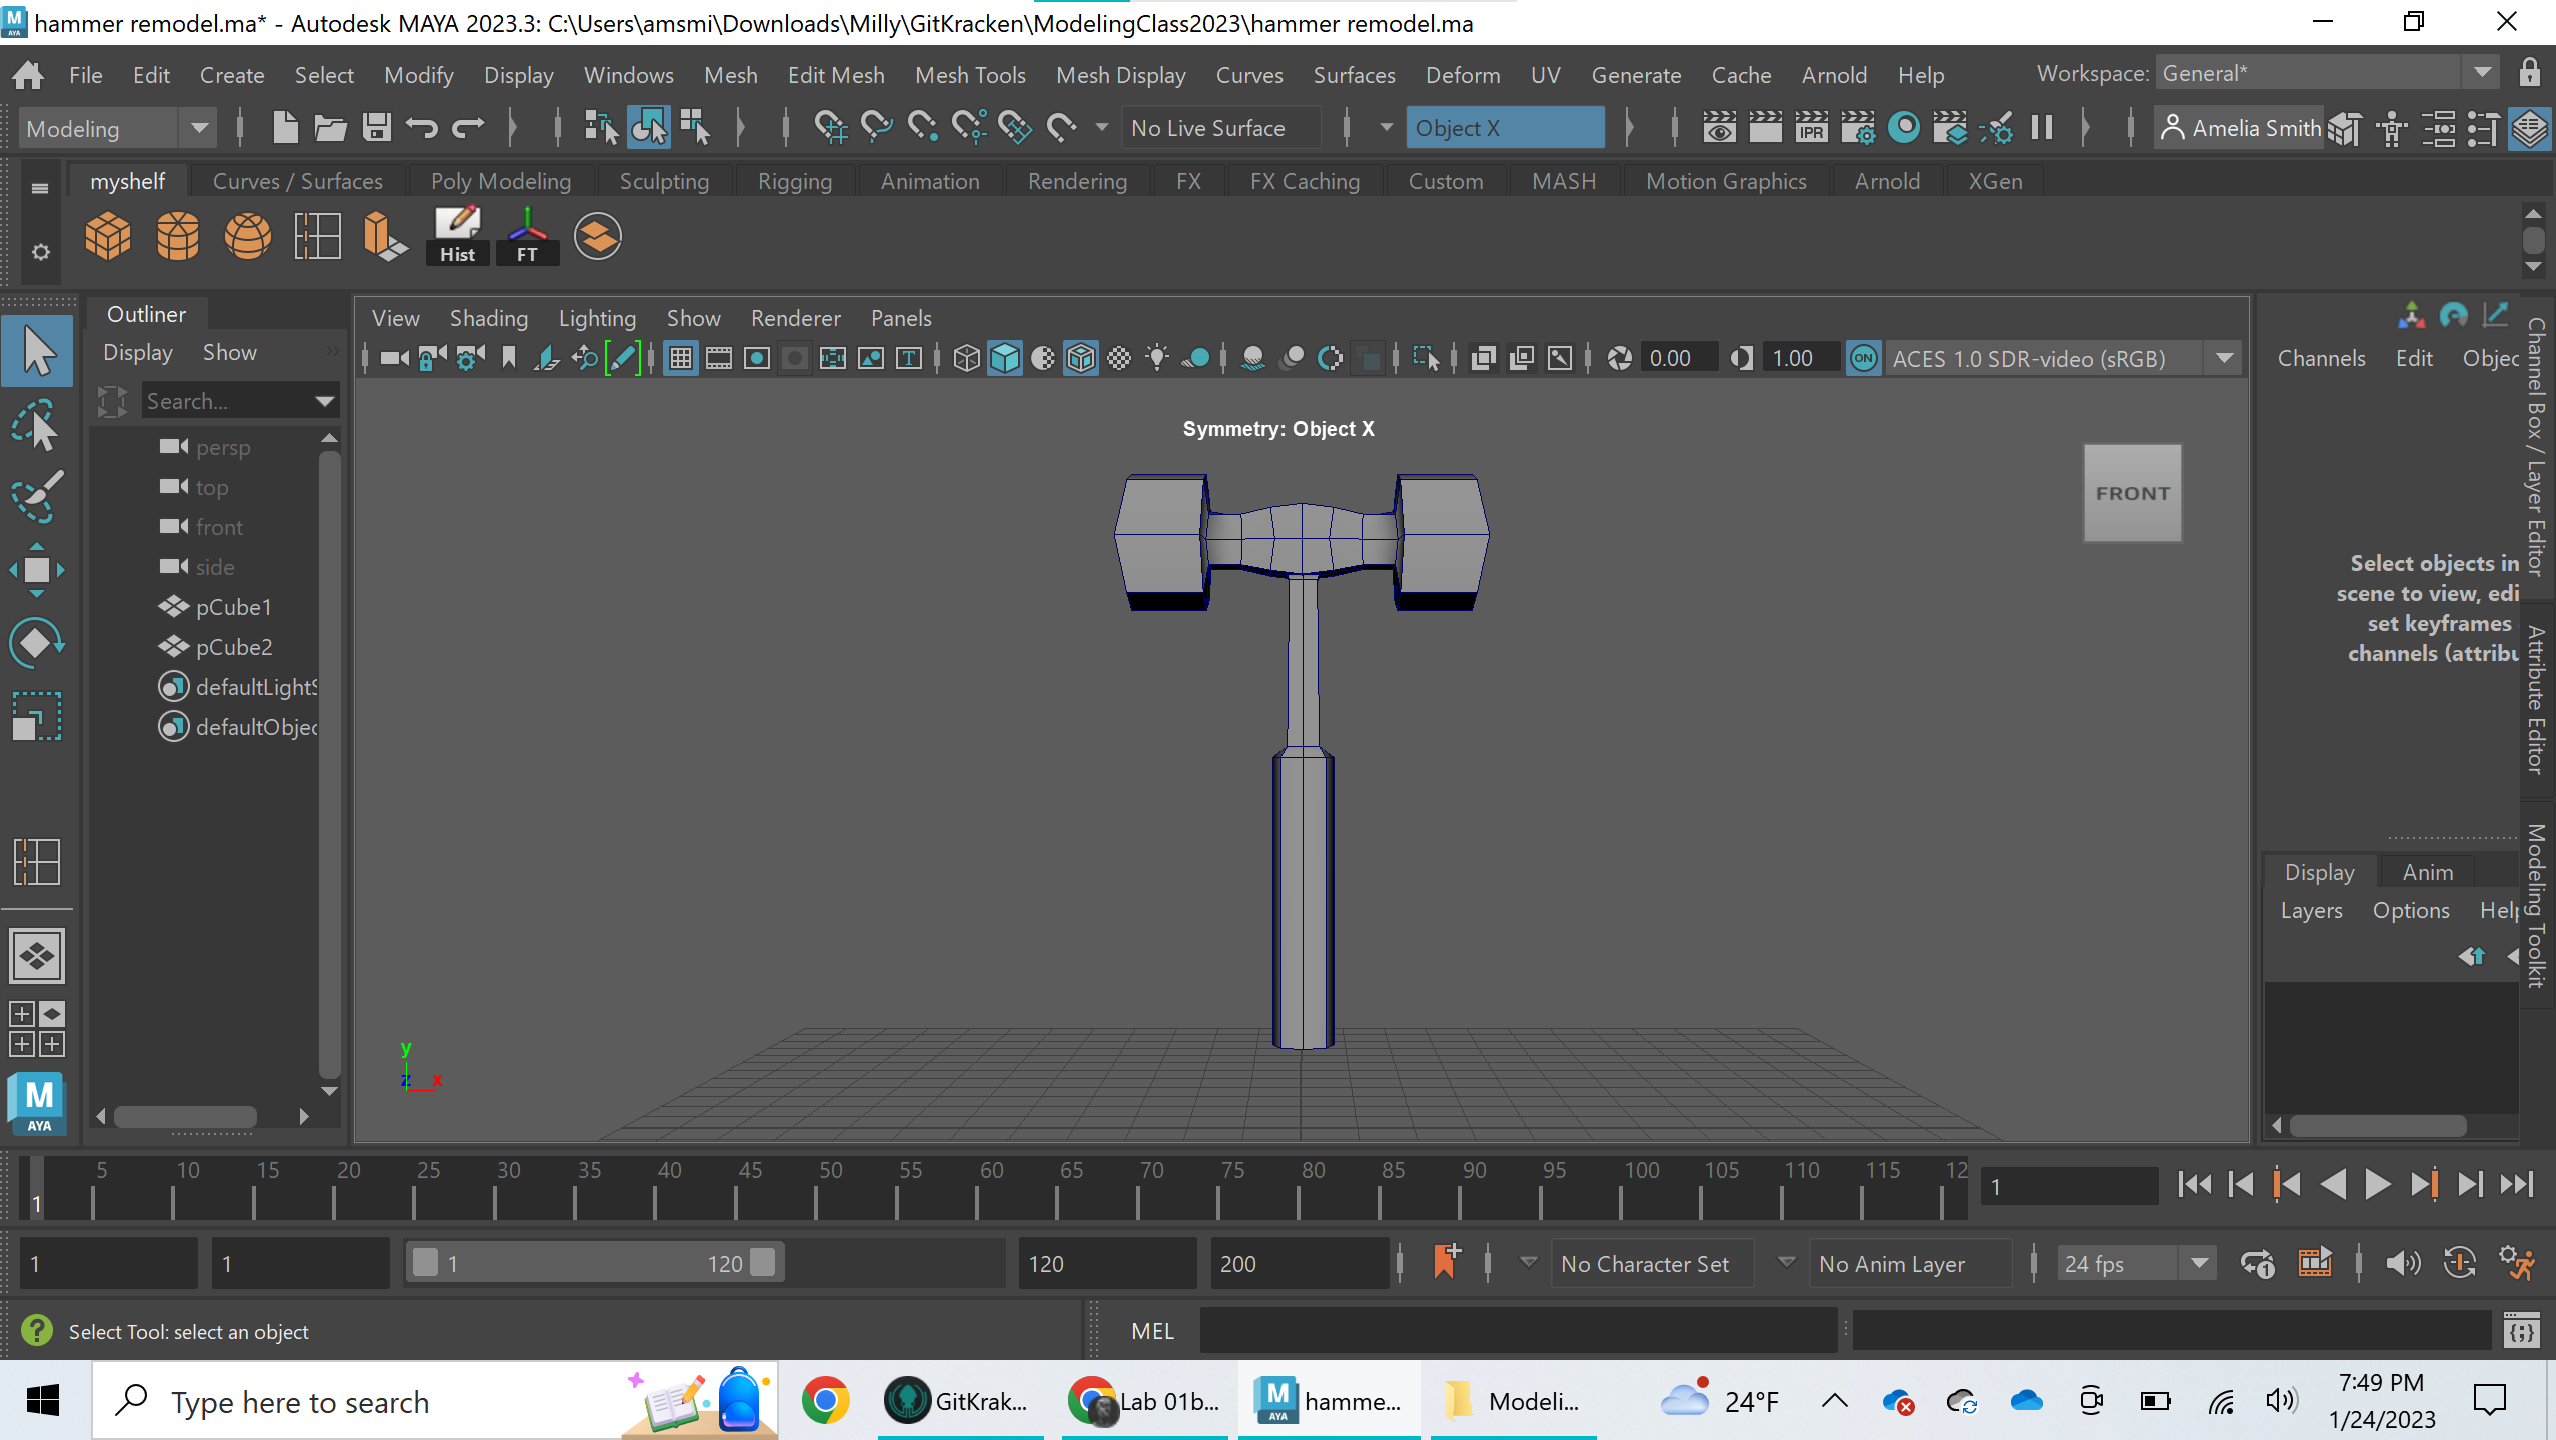 hammer remodel.ma* - Autodesk MAYA 2023.3: C:\Users\amsmi\Downloads\Milly\GitKracken\ModelingClass2023\hammer remodel.ma
File Edit Create Select Modify Display Windows Mesh Edit Mesh Mesh Tools Mesh Display Curves Surfaces Deform UV Generate Cache Arnold Help Workspace: General*
Modeling No Live Surface Object X IPR Amelia Smith
myshelf Curves / Surfaces Poly Modeling Sculpting Rigging Animation Rendering FX FX Caching Custom MASH Motion Graphics Arnold XGen
Hist FT
Outliner
Display Show
Search...
persp
top
front
side
pCube1
pCube2
defaultLightS
defaultObjec
View Shading Lighting Show Renderer Panels
T 0.00 1.00 ON ACES 1.0 SDR-video (sRGB)
Symmetry: Object X
FRONT
y
z x
Channels Edit Objec
Select objects in
scene to view, edi
set keyframes
channels (attribu
Channel Box / Layer Editor
Attribute Editor
Modeling Toolkit
Display Anim
Layers Options Help
M
AYA
5 10 15 20 25 30 35 40 45 50 55 60 65 70 75 80 85 90 95 100 105 110 115 12
1
1
1 1 1 120 120 200 No Character Set No Anim Layer 24 fps
? Select Tool: select an object MEL
Type here to search GitKrak... Lab 01b... M AYA hamme... Modeli... 24°F
7:49 PM
1/24/2023